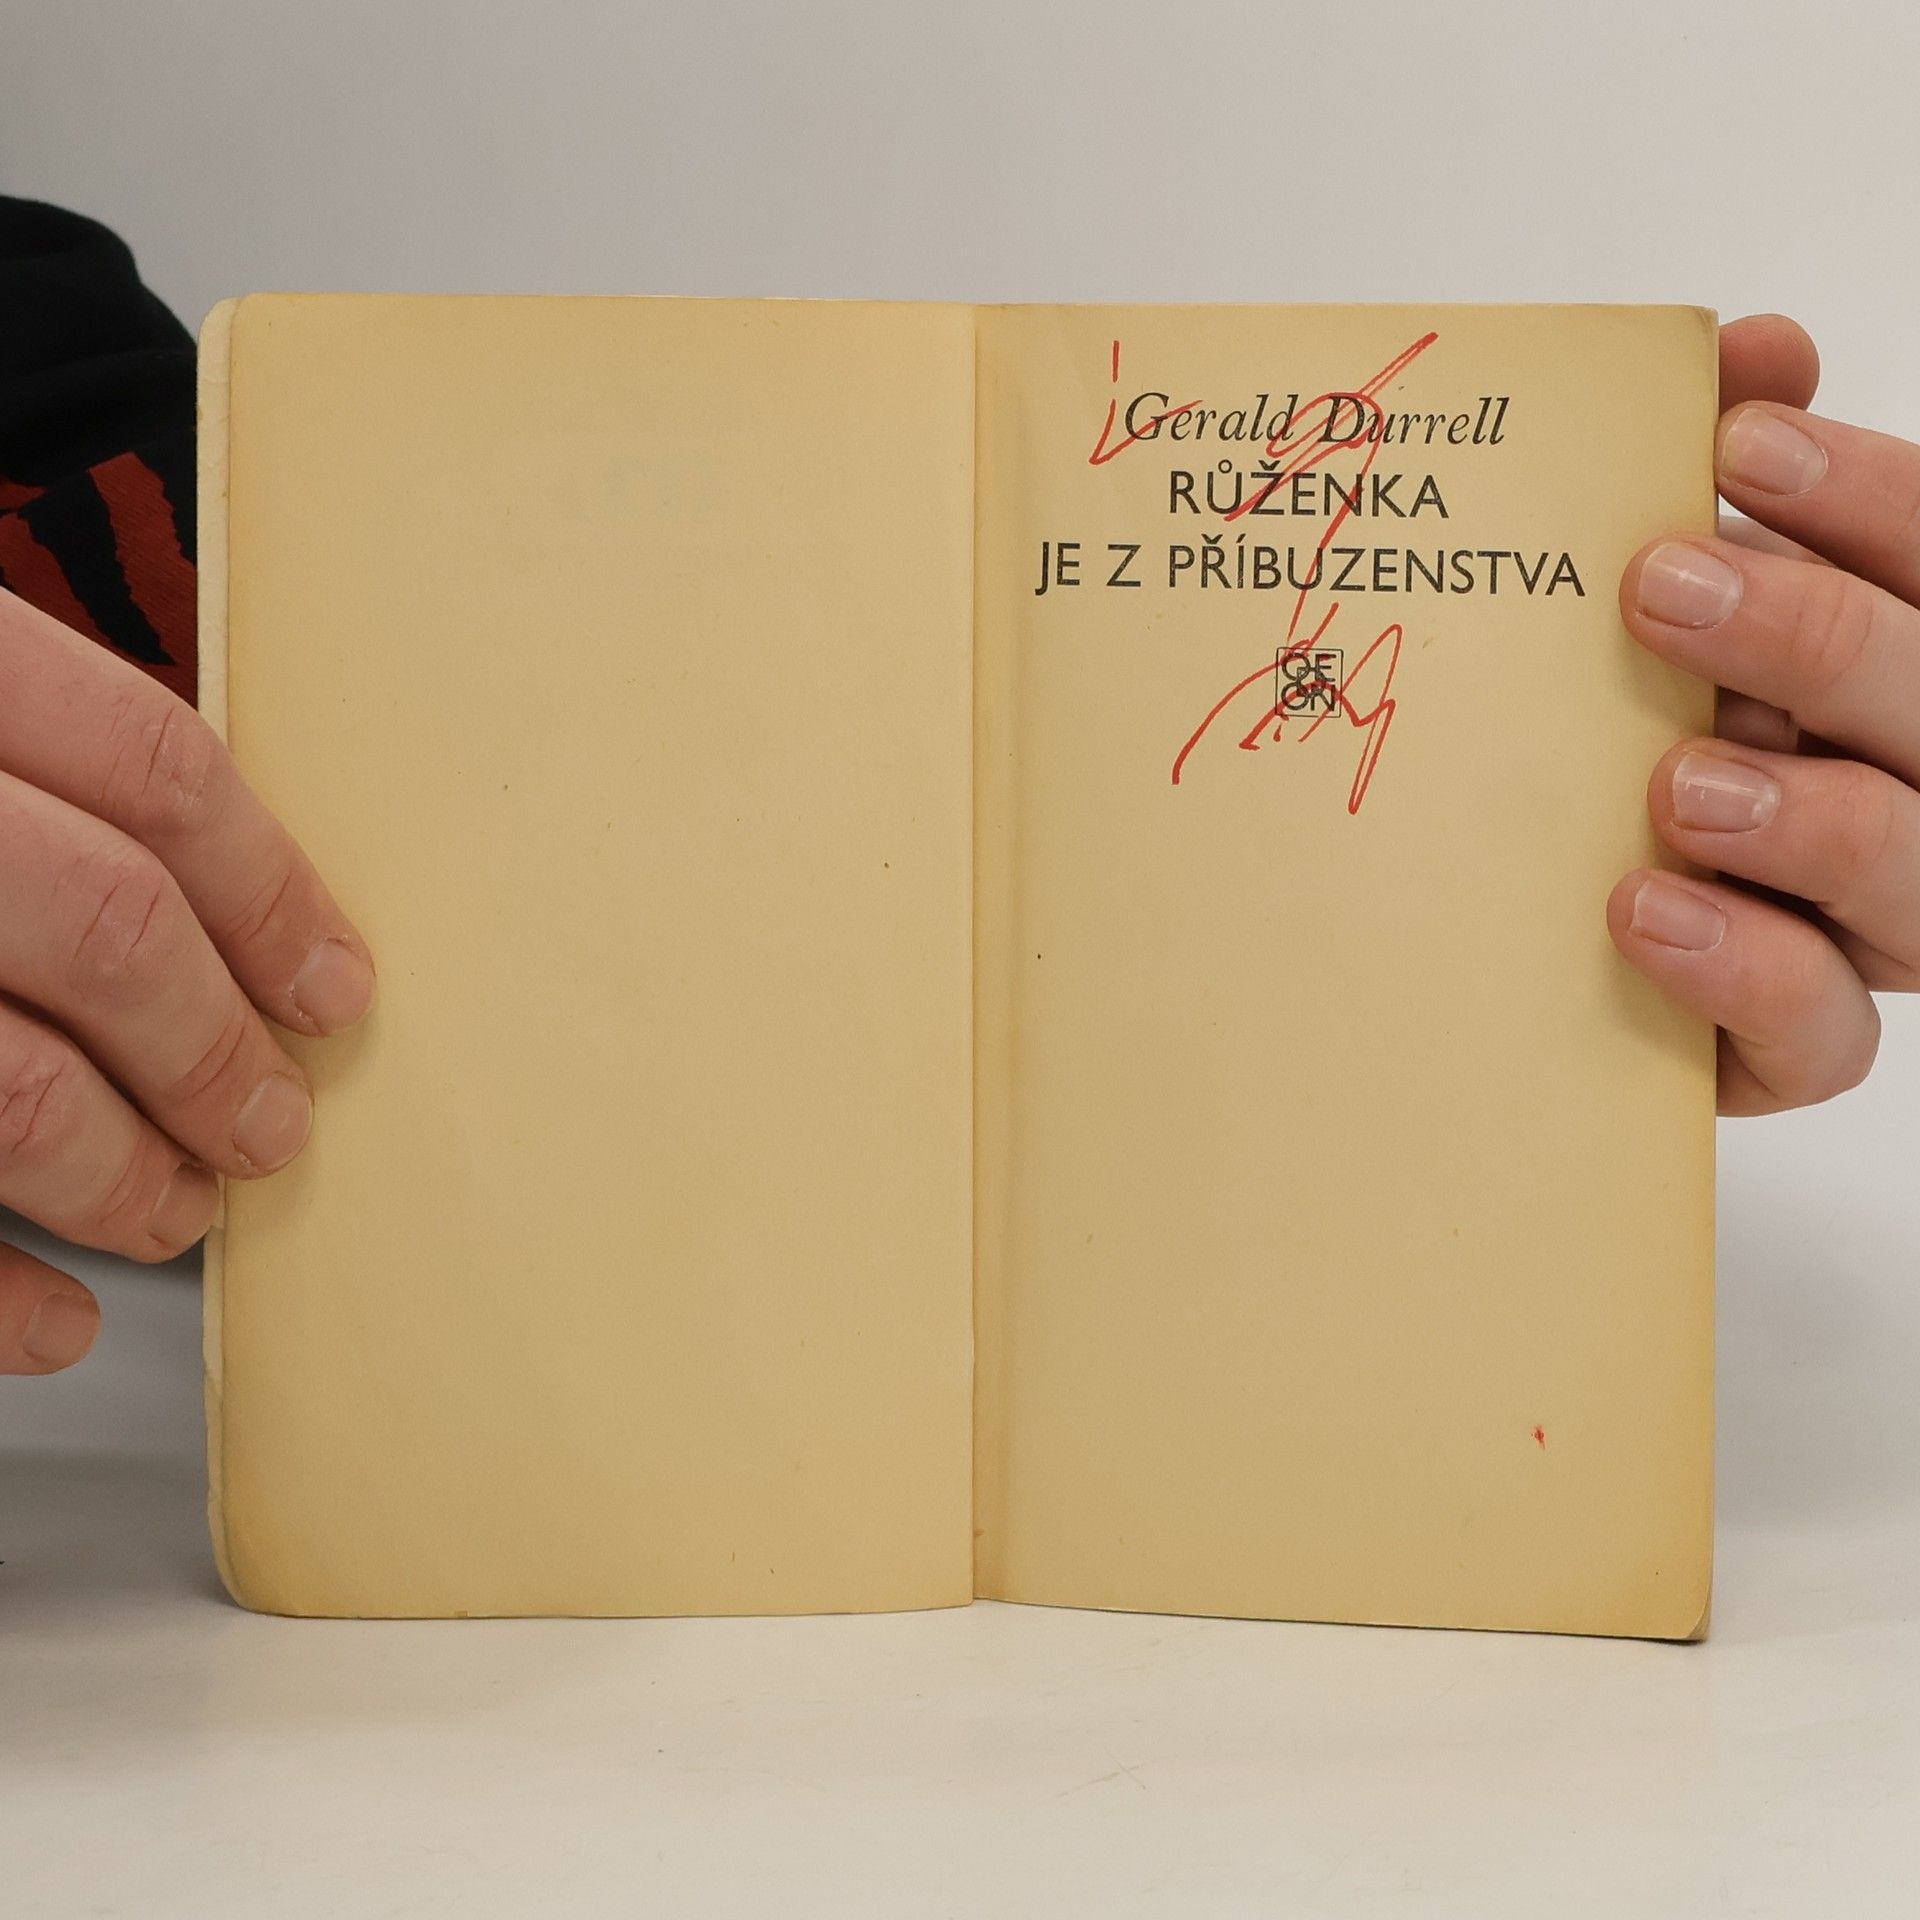 Gerald Durrell
RŮŽENKA
JE Z PŘÍBUZENSTVA
ODEON